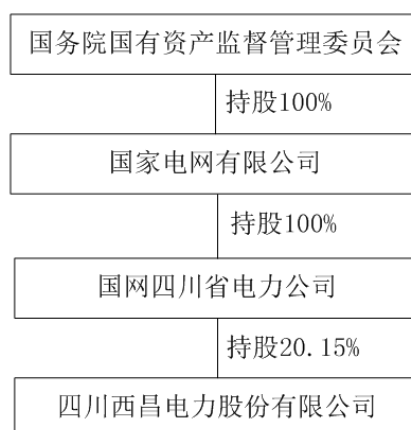 国务院国有资产监督管理委员会
持股100%
国家电网有限公司
持股100%
国网四川省电力公司
持股20.15%
四川西昌电力股份有限公司